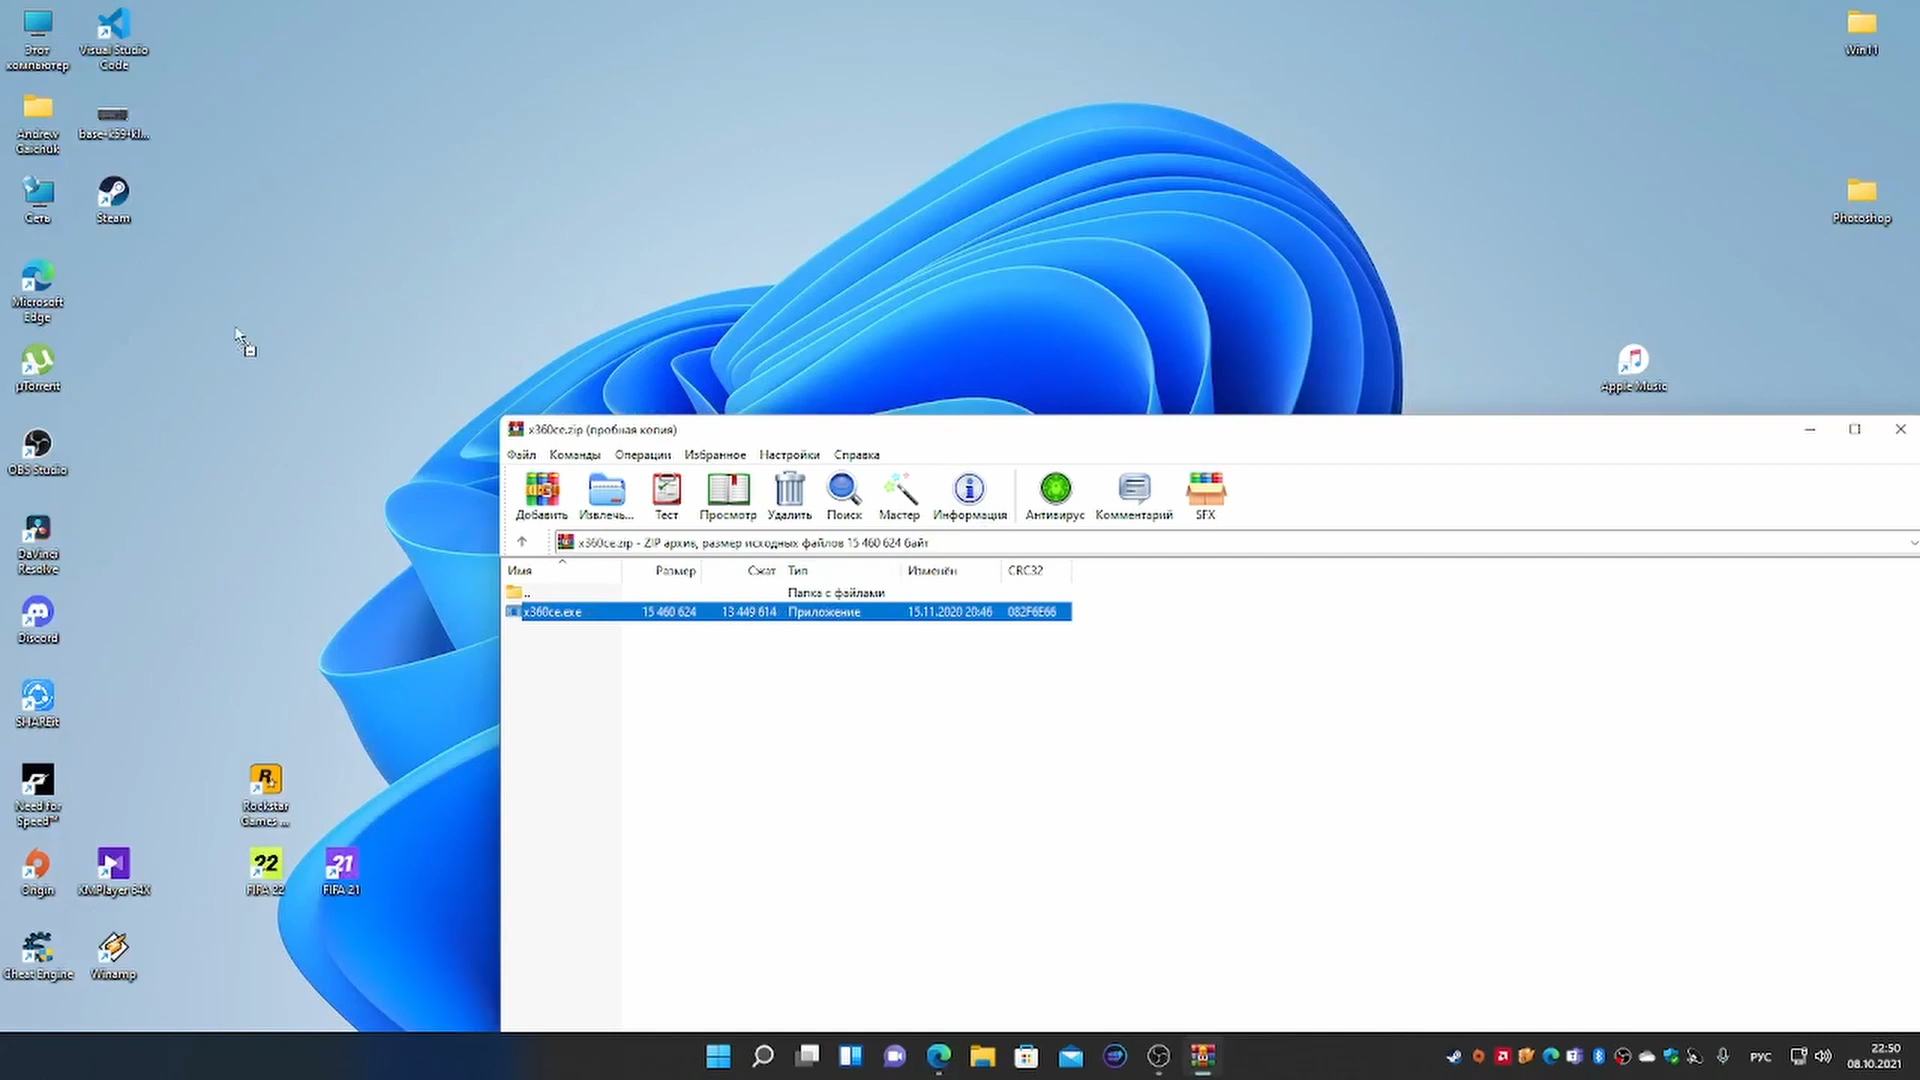 Этот
компьютер
Visual Studio
Code
Andrew
Gaichuk
Сеть
Steam
Microsoft
Edge
µTorrent
OBS Studio
DaVinci
Resolve
Discord
SHAREit
Need for
Speed™
Rockstar
Games ...
Origin
KMPlayer 64X
22
FIFA 22
21
FIFA 21
Cheat Engine
Winamp
Win11
Photoshop
Apple Music
x360ce.zip (пробная копия)
Файл Команды Операции Избранное Настройки Справка
Добавить Извлечь... Тест Просмотр Удалить Поиск Мастер Информация Антивирус Комментарий SFX
x360ce.zip - ZIP архив, размер исходных файлов 15 460 624 байт
Имя Размер Сжат Тип Изменён CRC32
.. Папка с файлами
x360ce.exe 15 460 624 13 449 614 Приложение 15.11.2020 20:46 082F6E66
РУС
22:50
08.10.2021